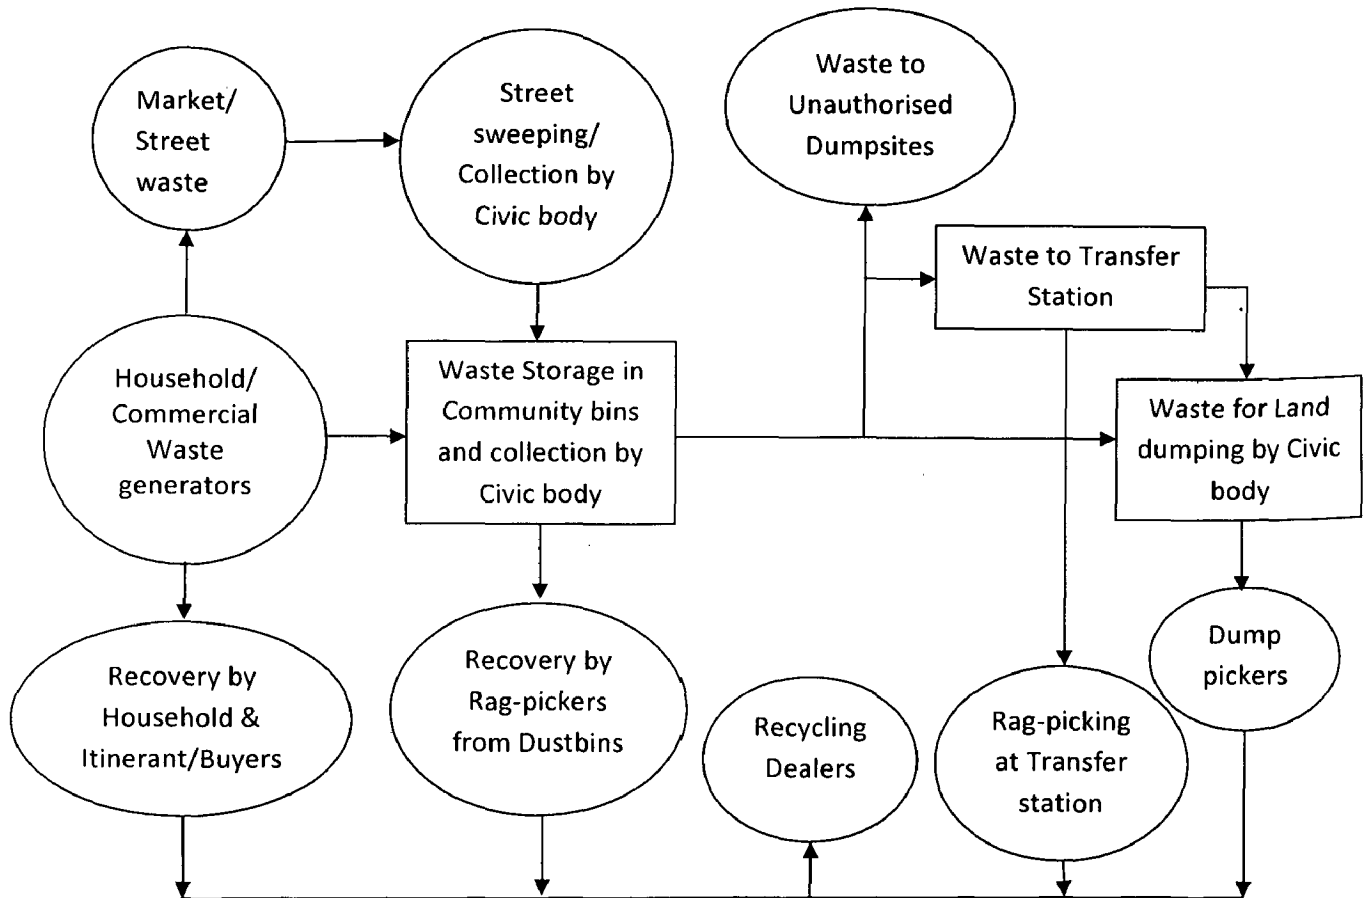 Market/
Street
waste
Street
sweeping/
Collection by
Civic body
Waste to
Unauthorised
Dumpsites
Waste to Transfer
Station
Household/
Commercial
Waste
generators
Waste Storage in
Community bins
and collection by
Civic body
Waste for Land
dumping by Civic
body
Recovery by
Household &
Itinerant/Buyers
Recovery by
Rag-pickers
from Dustbins
Recycling
Dealers
Rag-picking
at Transfer
station
Dump
pickers